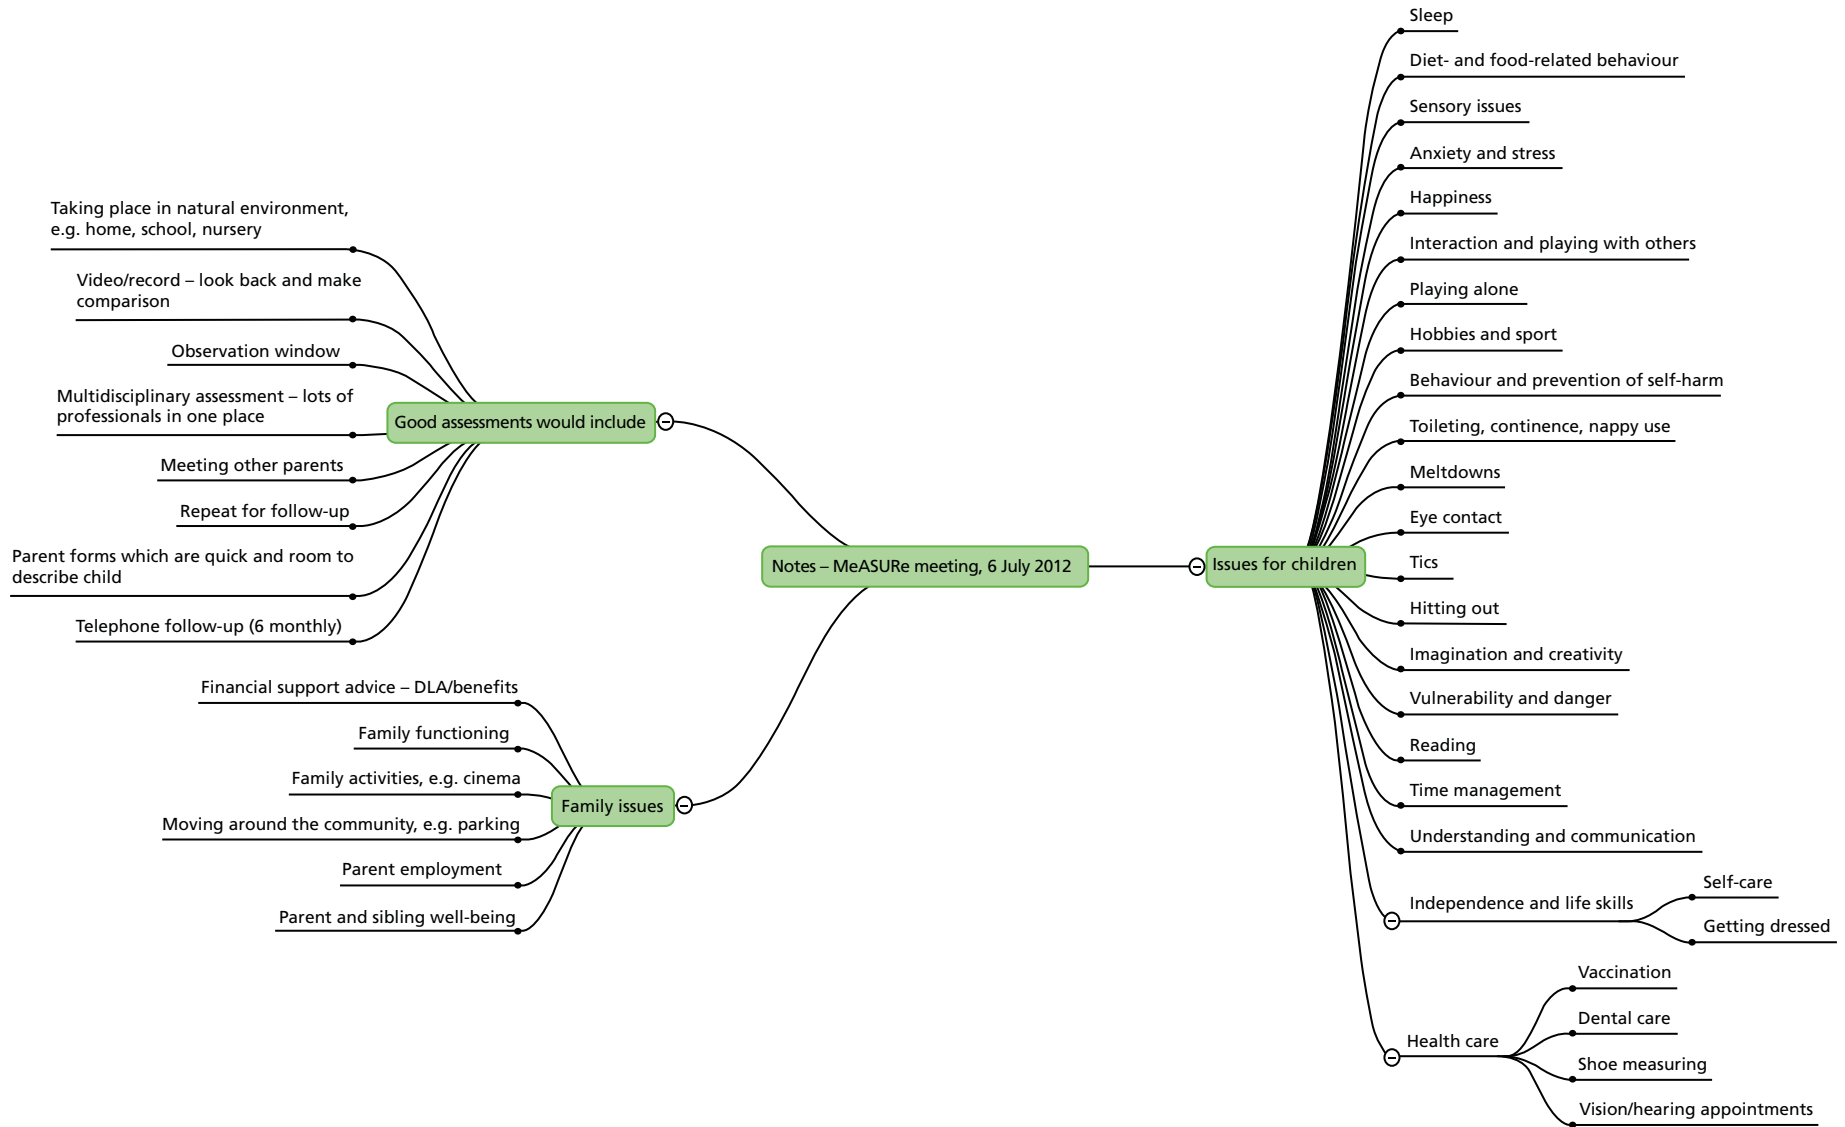 Taking place in natural environment,
e.g. home, school, nursery
Video/record – look back and make
comparison
Observation window
Multidisciplinary assessment – lots of
professionals in one place
Meeting other parents
Repeat for follow-up
Parent forms which are quick and room to
describe child
Telephone follow-up (6 monthly)
Good assessments would include
Financial support advice – DLA/benefits
Family functioning
Family activities, e.g. cinema
Moving around the community, e.g. parking
Parent employment
Parent and sibling well-being
Family issues
Notes – MeASURe meeting, 6 July 2012
Issues for children
Sleep
Diet- and food-related behaviour
Sensory issues
Anxiety and stress
Happiness
Interaction and playing with others
Playing alone
Hobbies and sport
Behaviour and prevention of self-harm
Toileting, continence, nappy use
Meltdowns
Eye contact
Tics
Hitting out
Imagination and creativity
Vulnerability and danger
Reading
Time management
Understanding and communication
Independence and life skills
Self-care
Getting dressed
Health care
Vaccination
Dental care
Shoe measuring
Vision/hearing appointments